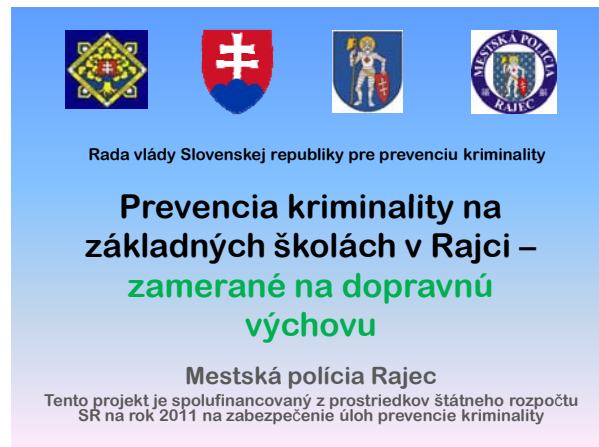 MESTSKÁ POLÍCIA
RAJEC
Rada vlády Slovenskej republiky pre prevenciu kriminality
Prevencia kriminality na
základných školách v Rajci –
zamerané na dopravnú
výchovu
Mestská polícia Rajec
Tento projekt je spolufinancovaný z prostriedkov štátneho rozpočtu
SR na rok 2011 na zabezpečenie úloh prevencie kriminality